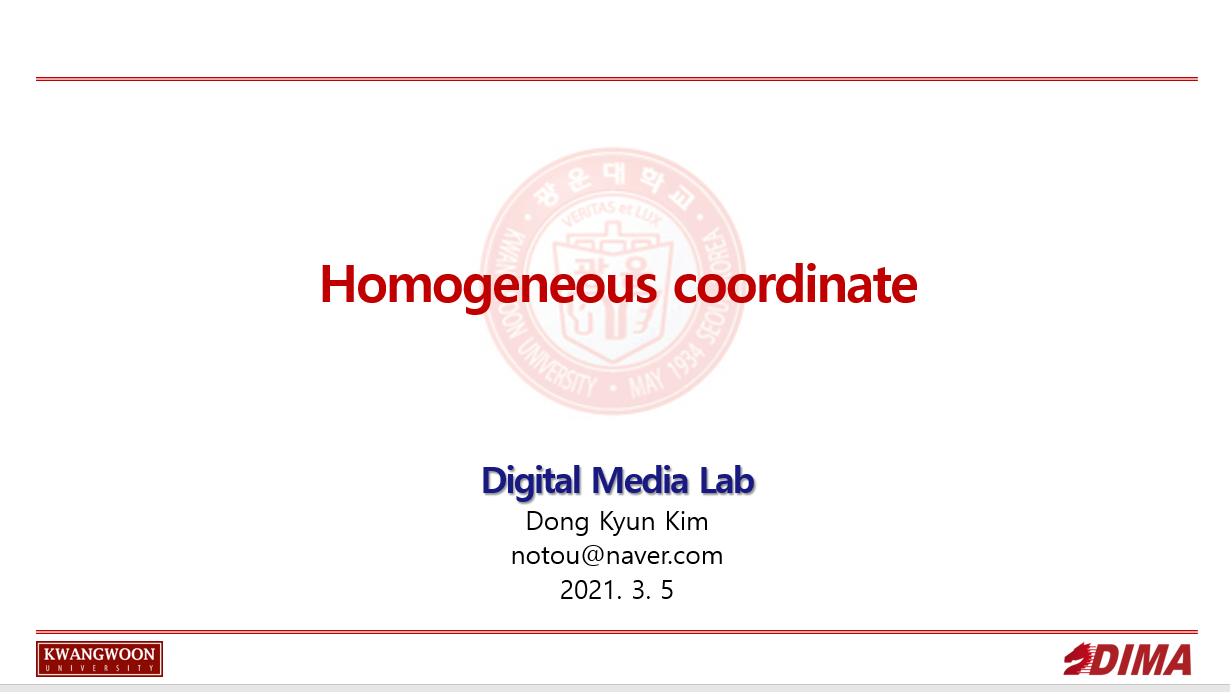 광운대학교
VERITAS et LUX
KWANGWOON UNIVERSITY • MAY 1934 SEOUL KOREA
광운
Homogeneous coordinate
Digital Media Lab
Dong Kyun Kim
notou@naver.com
2021. 3. 5
KWANGWOON
UNIVERSITY
DIMA